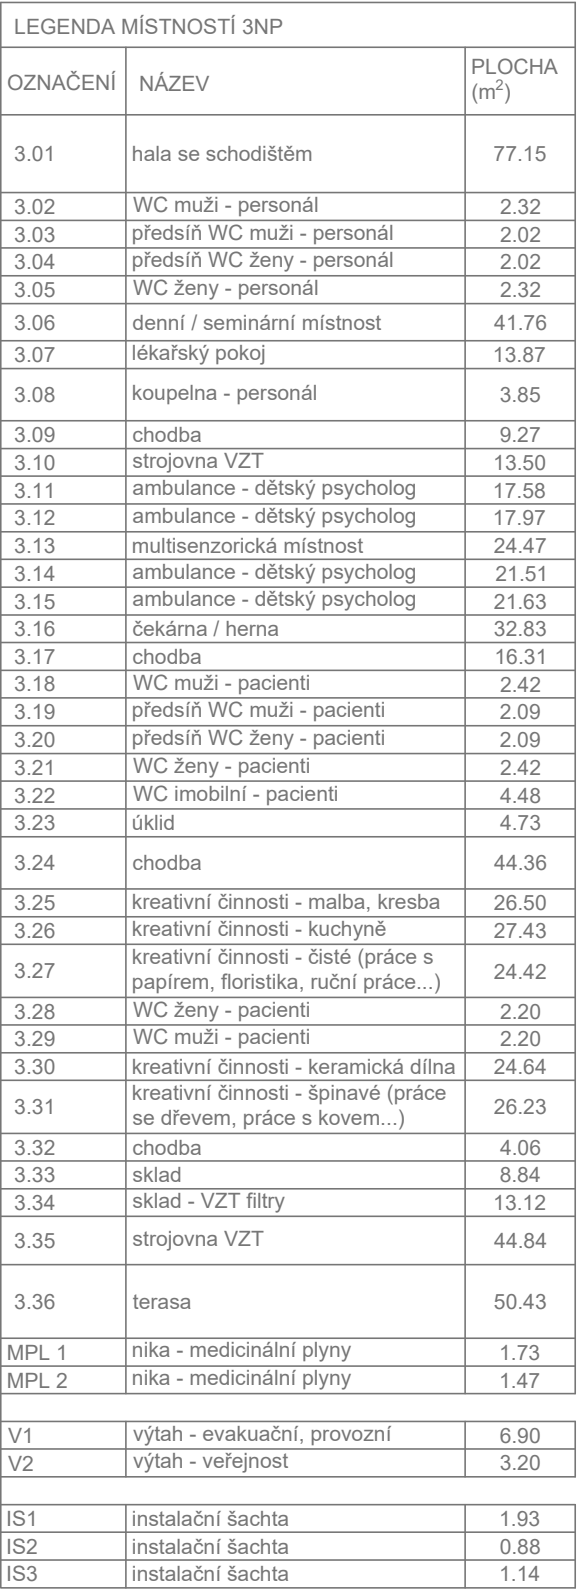 LEGENDA MÍSTNOSTÍ 3NP
OZNAČENÍ NÁZEV PLOCHA (m²)
3.01 hala se schodištěm 77.15
3.02 WC muži - personál 2.32
3.03 předsíň WC muži - personál 2.02
3.04 předsíň WC ženy - personál 2.02
3.05 WC ženy - personál 2.32
3.06 denní / seminární místnost 41.76
3.07 lékařský pokoj 13.87
3.08 koupelna - personál 3.85
3.09 chodba 9.27
3.10 strojovna VZT 13.50
3.11 ambulance - dětský psycholog 17.58
3.12 ambulance - dětský psycholog 17.97
3.13 multisenzorická místnost 24.47
3.14 ambulance - dětský psycholog 21.51
3.15 ambulance - dětský psycholog 21.63
3.16 čekárna / herna 32.83
3.17 chodba 16.31
3.18 WC muži - pacienti 2.42
3.19 předsíň WC muži - pacienti 2.09
3.20 předsíň WC ženy - pacienti 2.09
3.21 WC ženy - pacienti 2.42
3.22 WC imobilní - pacienti 4.48
3.23 úklid 4.73
3.24 chodba 44.36
3.25 kreativní činnosti - malba, kresba 26.50
3.26 kreativní činnosti - kuchyně 27.43
3.27 kreativní činnosti - čisté (práce s
papírem, floristika, ruční práce...) 24.42
3.28 WC ženy - pacienti 2.20
3.29 WC muži - pacienti 2.20
3.30 kreativní činnosti - keramická dílna 24.64
3.31 kreativní činnosti - špinavé (práce
se dřevem, práce s kovem...) 26.23
3.32 chodba 4.06
3.33 sklad 8.84
3.34 sklad - VZT filtry 13.12
3.35 strojovna VZT 44.84
3.36 terasa 50.43
MPL 1 nika - medicinální plyny 1.73
MPL 2 nika - medicinální plyny 1.47
V1 výtah - evakuační, provozní 6.90
V2 výtah - veřejnost 3.20
IS1 instalační šachta 1.93
IS2 instalační šachta 0.88
IS3 instalační šachta 1.14